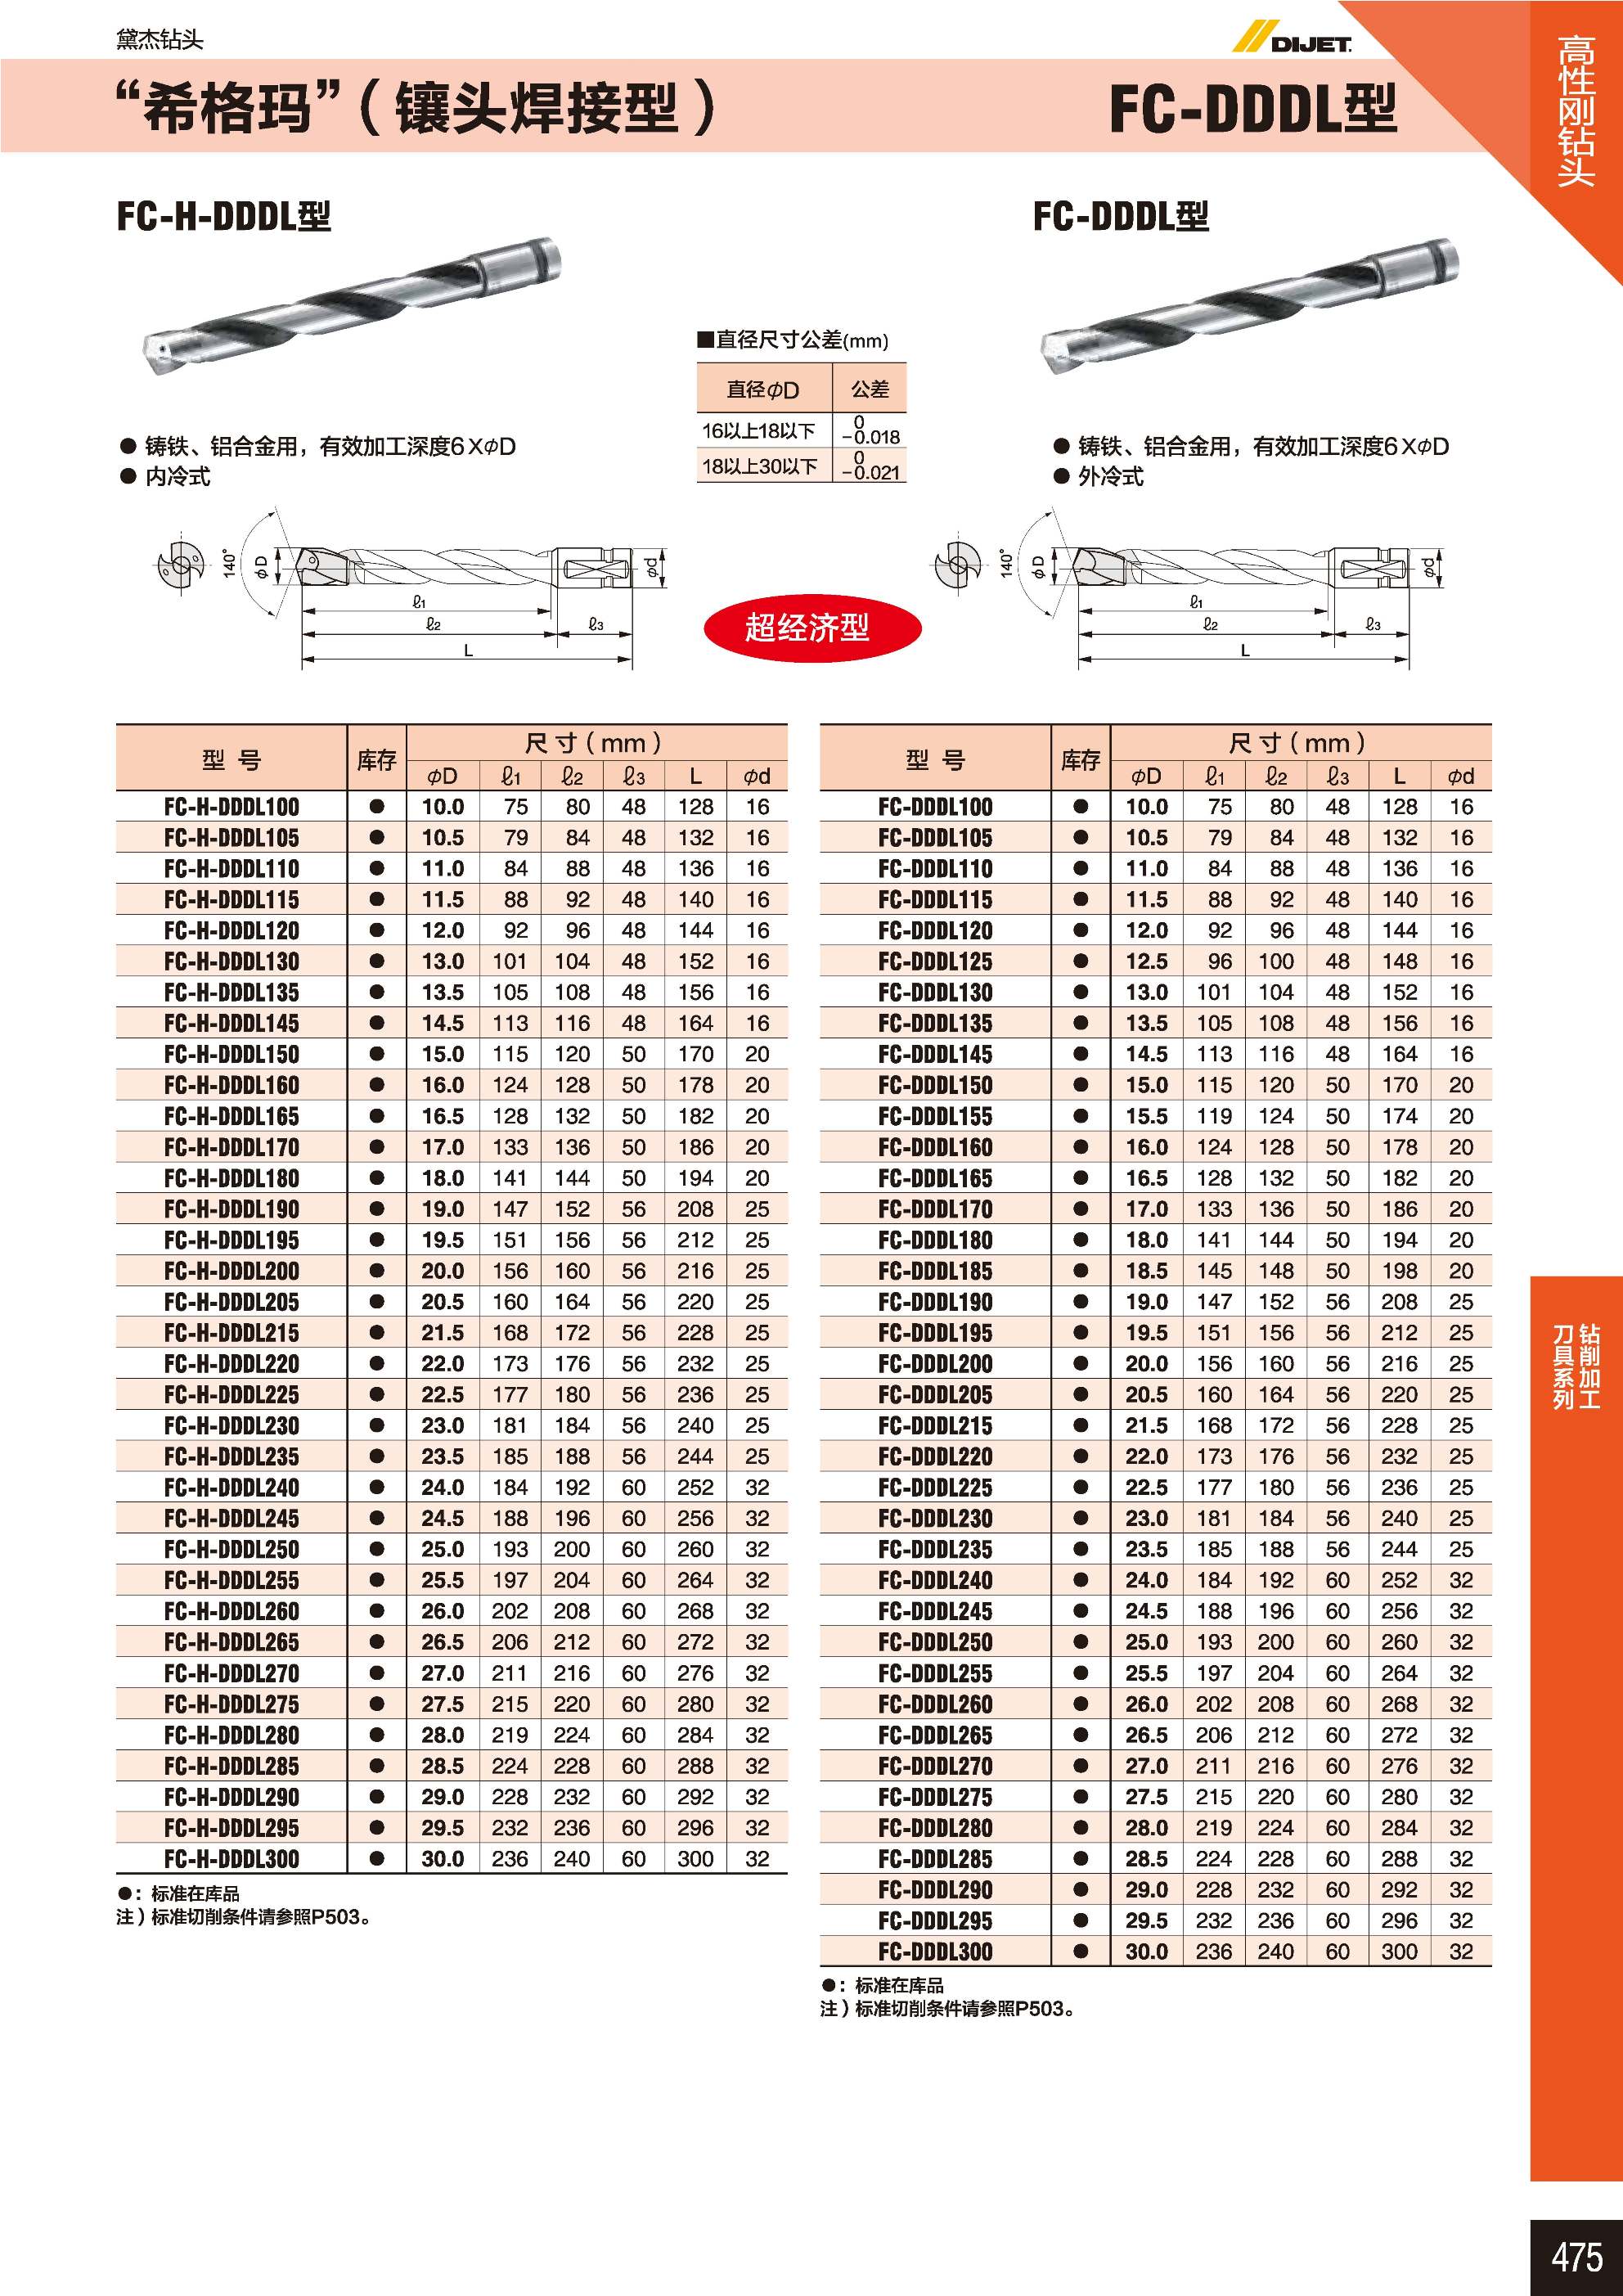 黛杰钻头
DIJET.
“希格玛”（镶头焊接型）
FC-DDDL型
高性刚钻头
FC-H-DDDL型
FC-DDDL型
■直径尺寸公差(mm)
直径φD 公差
16以上18以下 0 -0.018
18以上30以下 0 -0.021
● 铸铁、铝合金用，有效加工深度6XφD
● 内冷式
● 铸铁、铝合金用，有效加工深度6XφD
● 外冷式
140° φD ℓ1 ℓ2 ℓ3 L φd
超经济型
140° φD ℓ1 ℓ2 ℓ3 L φd
型 号 库存 尺 寸（mm）
φD ℓ1 ℓ2 ℓ3 L φd
FC-H-DDDL100 ● 10.0 75 80 48 128 16
FC-H-DDDL105 ● 10.5 79 84 48 132 16
FC-H-DDDL110 ● 11.0 84 88 48 136 16
FC-H-DDDL115 ● 11.5 88 92 48 140 16
FC-H-DDDL120 ● 12.0 92 96 48 144 16
FC-H-DDDL130 ● 13.0 101 104 48 152 16
FC-H-DDDL135 ● 13.5 105 108 48 156 16
FC-H-DDDL145 ● 14.5 113 116 48 164 16
FC-H-DDDL150 ● 15.0 115 120 50 170 20
FC-H-DDDL160 ● 16.0 124 128 50 178 20
FC-H-DDDL165 ● 16.5 128 132 50 182 20
FC-H-DDDL170 ● 17.0 133 136 50 186 20
FC-H-DDDL180 ● 18.0 141 144 50 194 20
FC-H-DDDL190 ● 19.0 147 152 56 208 25
FC-H-DDDL195 ● 19.5 151 156 56 212 25
FC-H-DDDL200 ● 20.0 156 160 56 216 25
FC-H-DDDL205 ● 20.5 160 164 56 220 25
FC-H-DDDL215 ● 21.5 168 172 56 228 25
FC-H-DDDL220 ● 22.0 173 176 56 232 25
FC-H-DDDL225 ● 22.5 177 180 56 236 25
FC-H-DDDL230 ● 23.0 181 184 56 240 25
FC-H-DDDL235 ● 23.5 185 188 56 244 25
FC-H-DDDL240 ● 24.0 184 192 60 252 32
FC-H-DDDL245 ● 24.5 188 196 60 256 32
FC-H-DDDL250 ● 25.0 193 200 60 260 32
FC-H-DDDL255 ● 25.5 197 204 60 264 32
FC-H-DDDL260 ● 26.0 202 208 60 268 32
FC-H-DDDL265 ● 26.5 206 212 60 272 32
FC-H-DDDL270 ● 27.0 211 216 60 276 32
FC-H-DDDL275 ● 27.5 215 220 60 280 32
FC-H-DDDL280 ● 28.0 219 224 60 284 32
FC-H-DDDL285 ● 28.5 224 228 60 288 32
FC-H-DDDL290 ● 29.0 228 232 60 292 32
FC-H-DDDL295 ● 29.5 232 236 60 296 32
FC-H-DDDL300 ● 30.0 236 240 60 300 32
●：标准在库品
注）标准切削条件请参照P503。
型 号 库存 尺 寸（mm）
φD ℓ1 ℓ2 ℓ3 L φd
FC-DDDL100 ● 10.0 75 80 48 128 16
FC-DDDL105 ● 10.5 79 84 48 132 16
FC-DDDL110 ● 11.0 84 88 48 136 16
FC-DDDL115 ● 11.5 88 92 48 140 16
FC-DDDL120 ● 12.0 92 96 48 144 16
FC-DDDL125 ● 12.5 96 100 48 148 16
FC-DDDL130 ● 13.0 101 104 48 152 16
FC-DDDL135 ● 13.5 105 108 48 156 16
FC-DDDL145 ● 14.5 113 116 48 164 16
FC-DDDL150 ● 15.0 115 120 50 170 20
FC-DDDL155 ● 15.5 119 124 50 174 20
FC-DDDL160 ● 16.0 124 128 50 178 20
FC-DDDL165 ● 16.5 128 132 50 182 20
FC-DDDL170 ● 17.0 133 136 50 186 20
FC-DDDL180 ● 18.0 141 144 50 194 20
FC-DDDL185 ● 18.5 145 148 50 198 20
FC-DDDL190 ● 19.0 147 152 56 208 25
FC-DDDL195 ● 19.5 151 156 56 212 25
FC-DDDL200 ● 20.0 156 160 56 216 25
FC-DDDL205 ● 20.5 160 164 56 220 25
FC-DDDL215 ● 21.5 168 172 56 228 25
FC-DDDL220 ● 22.0 173 176 56 232 25
FC-DDDL225 ● 22.5 177 180 56 236 25
FC-DDDL230 ● 23.0 181 184 56 240 25
FC-DDDL235 ● 23.5 185 188 56 244 25
FC-DDDL240 ● 24.0 184 192 60 252 32
FC-DDDL245 ● 24.5 188 196 60 256 32
FC-DDDL250 ● 25.0 193 200 60 260 32
FC-DDDL255 ● 25.5 197 204 60 264 32
FC-DDDL260 ● 26.0 202 208 60 268 32
FC-DDDL265 ● 26.5 206 212 60 272 32
FC-DDDL270 ● 27.0 211 216 60 276 32
FC-DDDL275 ● 27.5 215 220 60 280 32
FC-DDDL280 ● 28.0 219 224 60 284 32
FC-DDDL285 ● 28.5 224 228 60 288 32
FC-DDDL290 ● 29.0 228 232 60 292 32
FC-DDDL295 ● 29.5 232 236 60 296 32
FC-DDDL300 ● 30.0 236 240 60 300 32
●：标准在库品
注）标准切削条件请参照P503。
钻削加工
刀具系列
475